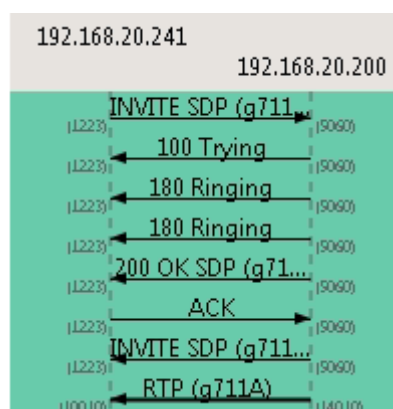 192.168.20.241
192.168.20.200
INVITE SDP (g711...
(1223) (5060)
100 Trying
(1223) (5060)
180 Ringing
(1223) (5060)
180 Ringing
(1223) (5060)
200 OK SDP (g71...
(1223) (5060)
ACK
(1223) (5060)
INVITE SDP (g711...
(1223) (5060)
RTP (g711A)